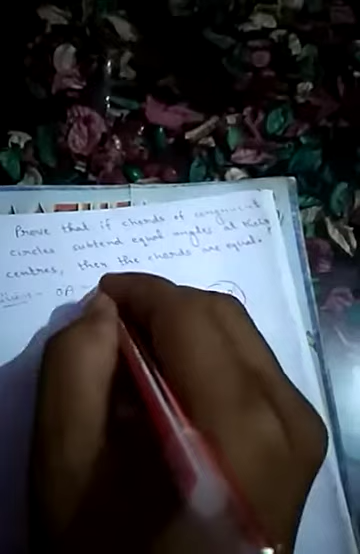 Prove that if chords of congruent
circles subtend equal angles at their
centres, then the chords are equal.
Given:- OA